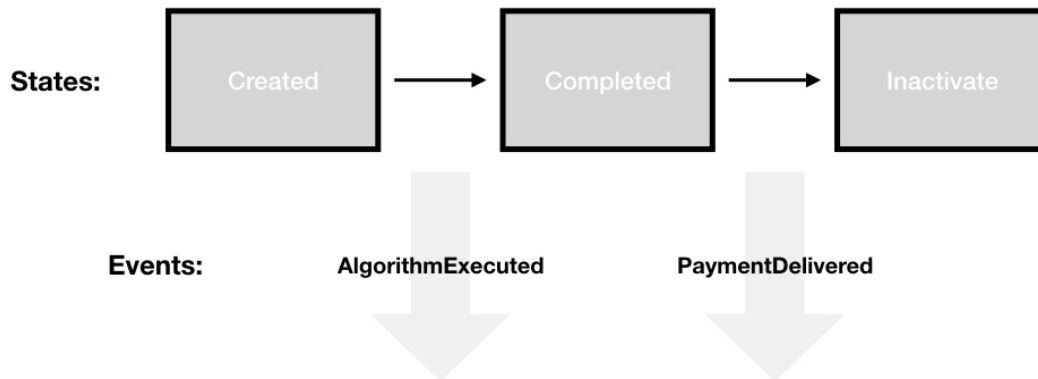 States:
Created
Completed
Inactivate
Events:
AlgorithmExecuted
PaymentDelivered